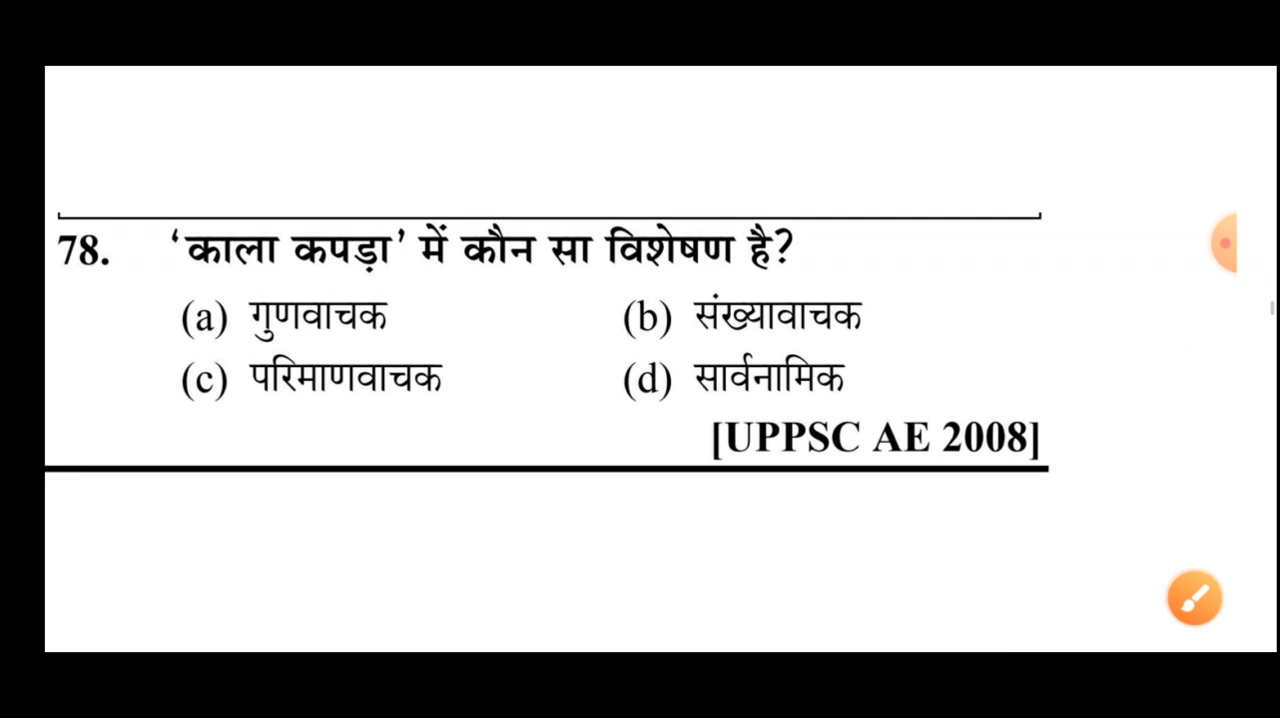 78. ‘काला कपड़ा’ में कौन सा विशेषण है?
(a) गुणवाचक (b) संख्यावाचक
(c) परिमाणवाचक (d) सार्वनामिक
[UPPSC AE 2008]